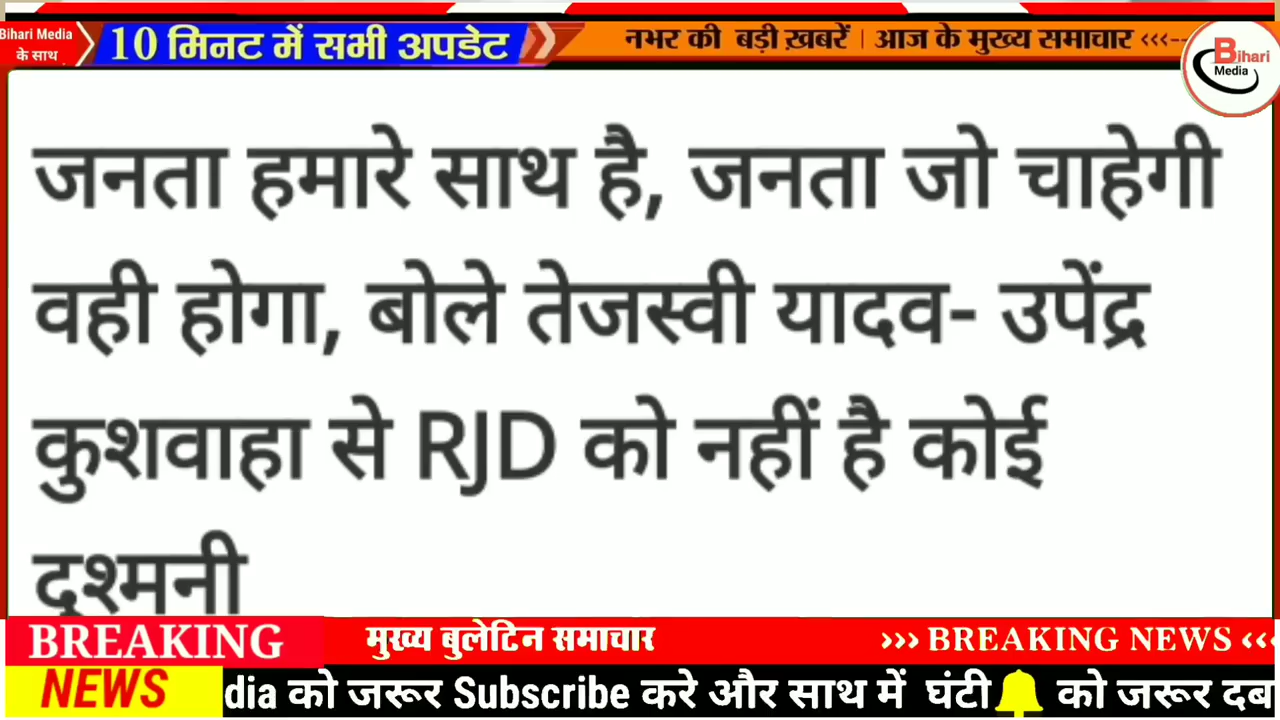 Bihari Media
के साथ
10 मिनट में सभी अपडेट
नभर की बड़ी ख़बरें | आज के मुख्य समाचार <<<--
Bihari
Media
जनता हमारे साथ है, जनता जो चाहेगी
वही होगा, बोले तेजस्वी यादव- उपेंद्र
कुशवाहा से RJD को नहीं है कोई
दुश्मनी
BREAKING
NEWS
मुख्य बुलेटिन समाचार
>>> BREAKING NEWS <<<
dia को जरूर Subscribe करे और साथ में घंटी🔔 को जरूर दब